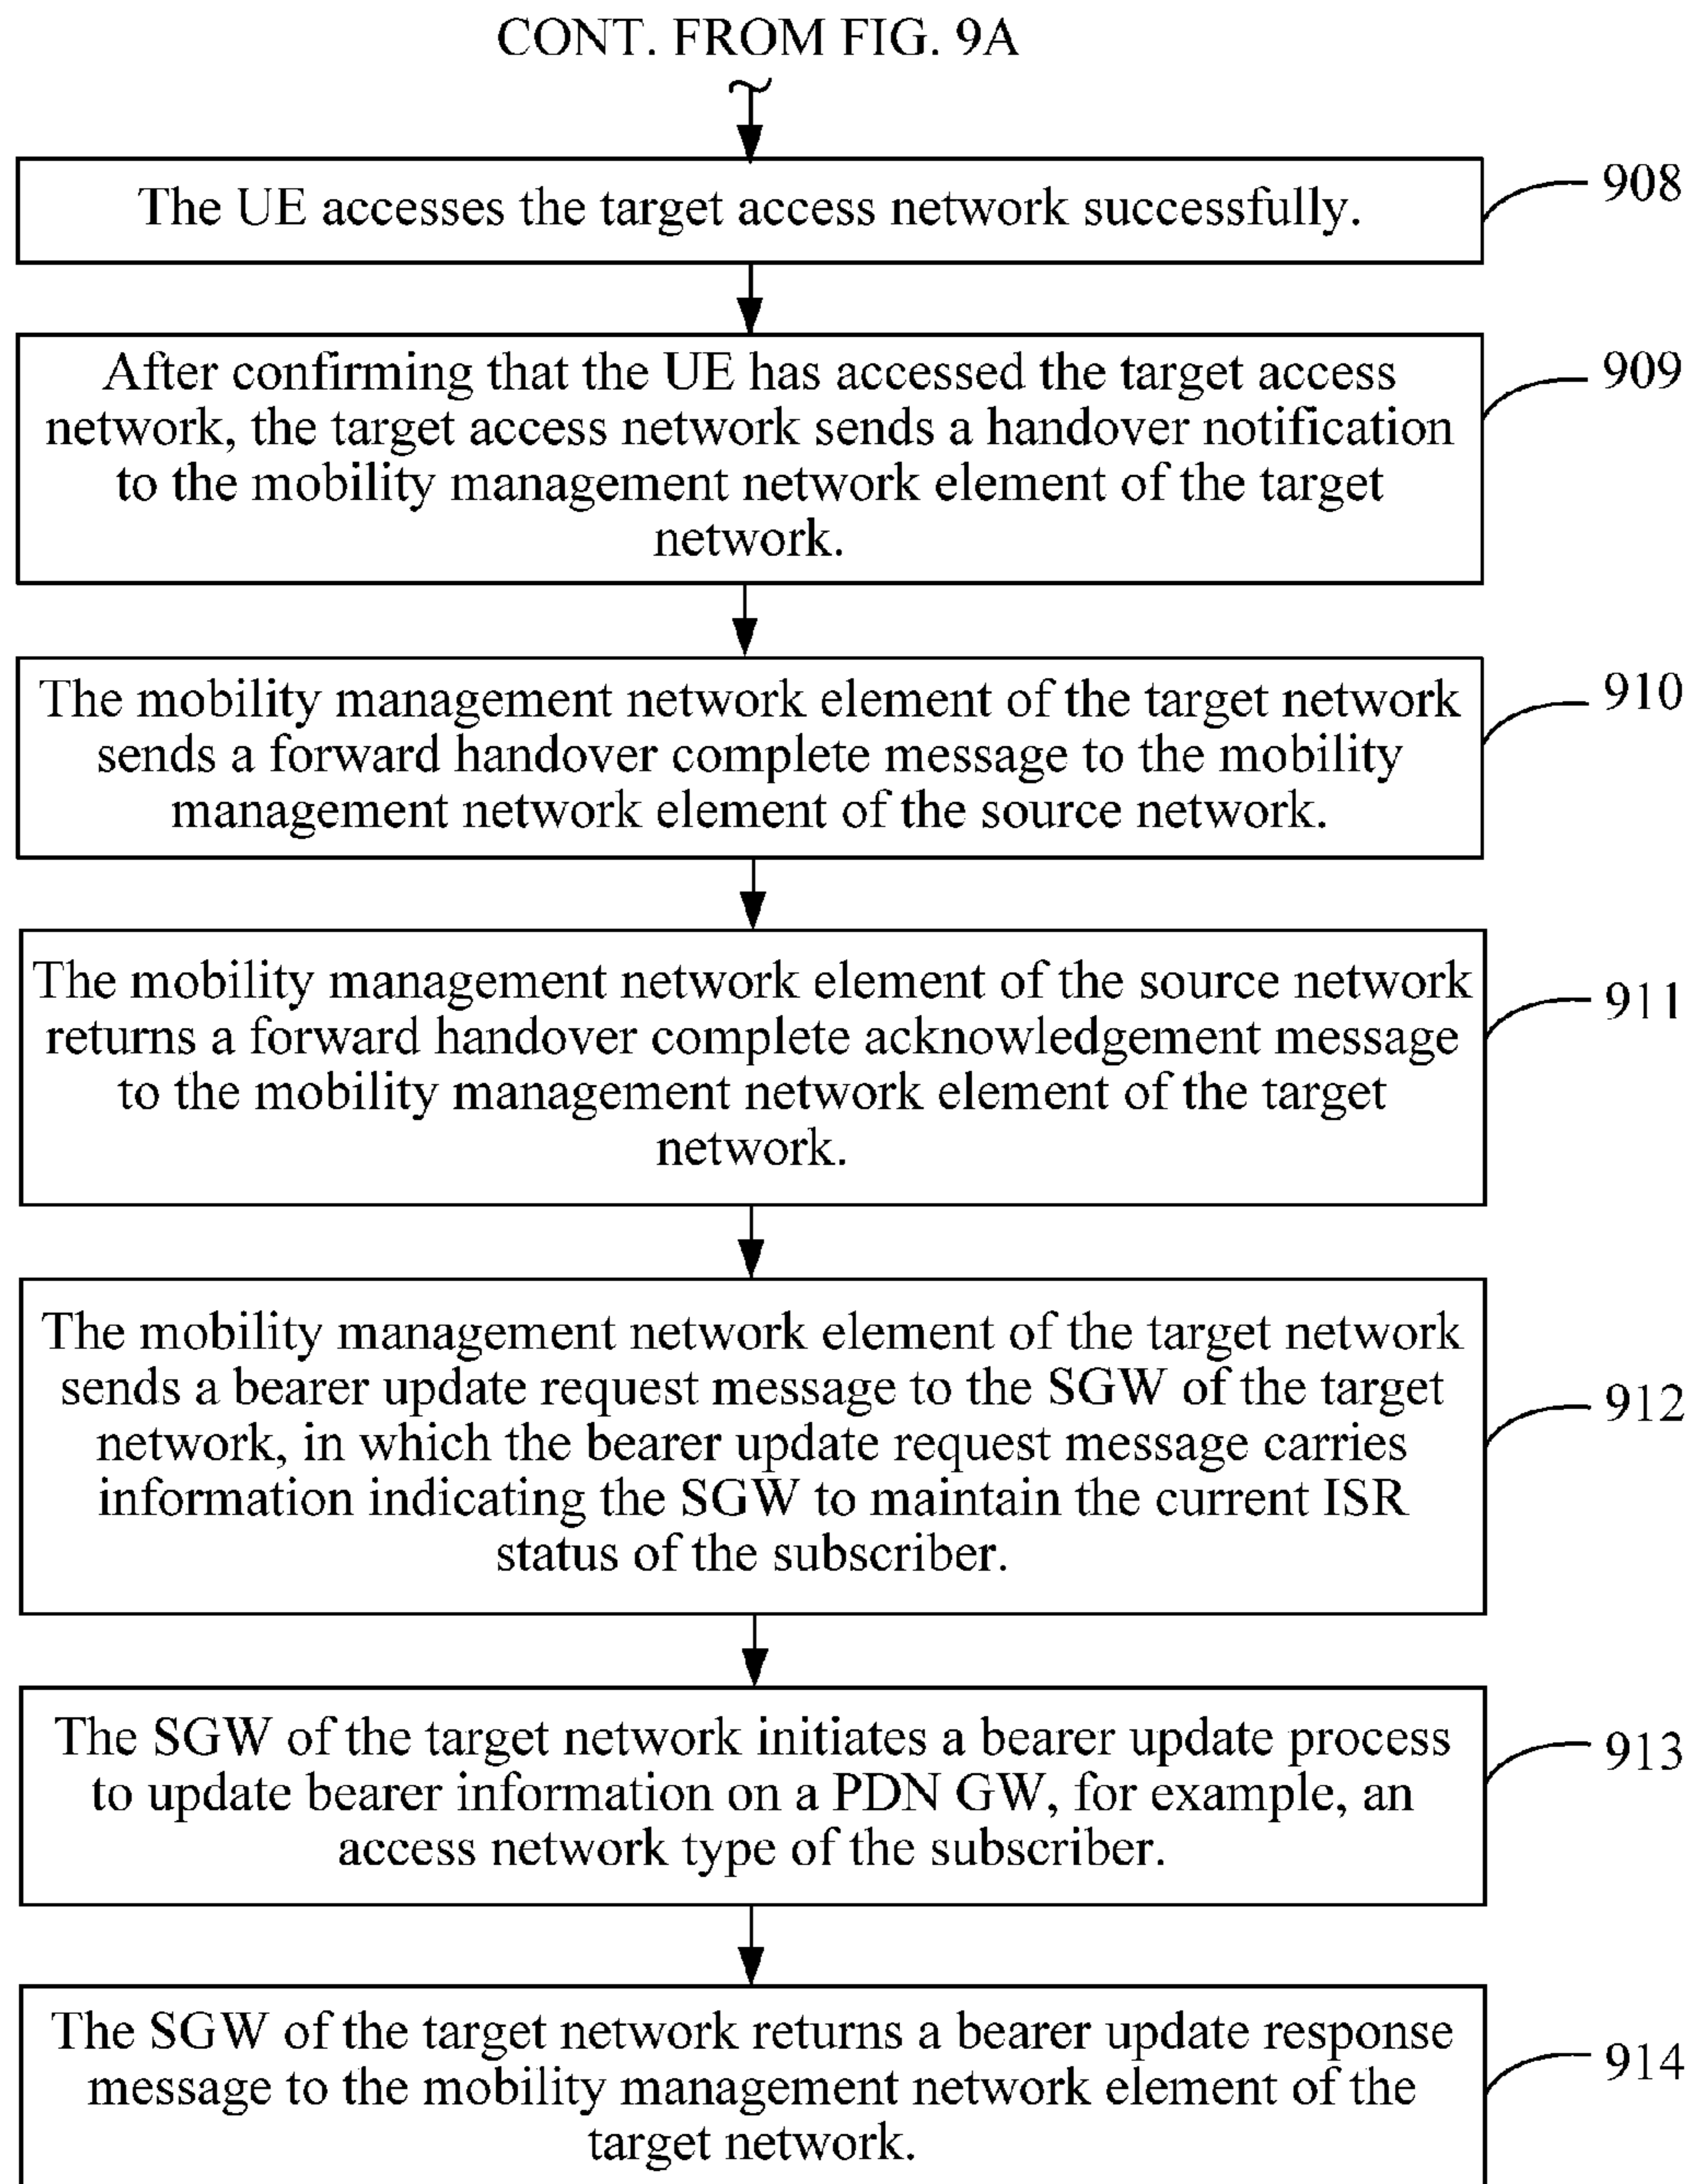 CONT. FROM FIG. 9A
The UE accesses the target access network successfully.
908
After confirming that the UE has accessed the target access
network, the target access network sends a handover notification
to the mobility management network element of the target
network.
909
The mobility management network element of the target network
sends a forward handover complete message to the mobility
management network element of the source network.
910
The mobility management network element of the source network
returns a forward handover complete acknowledgement message
to the mobility management network element of the target
network.
911
The mobility management network element of the target network
sends a bearer update request message to the SGW of the target
network, in which the bearer update request message carries
information indicating the SGW to maintain the current ISR
status of the subscriber.
912
The SGW of the target network initiates a bearer update process
to update bearer information on a PDN GW, for example, an
access network type of the subscriber.
913
The SGW of the target network returns a bearer update response
message to the mobility management network element of the
target network.
914